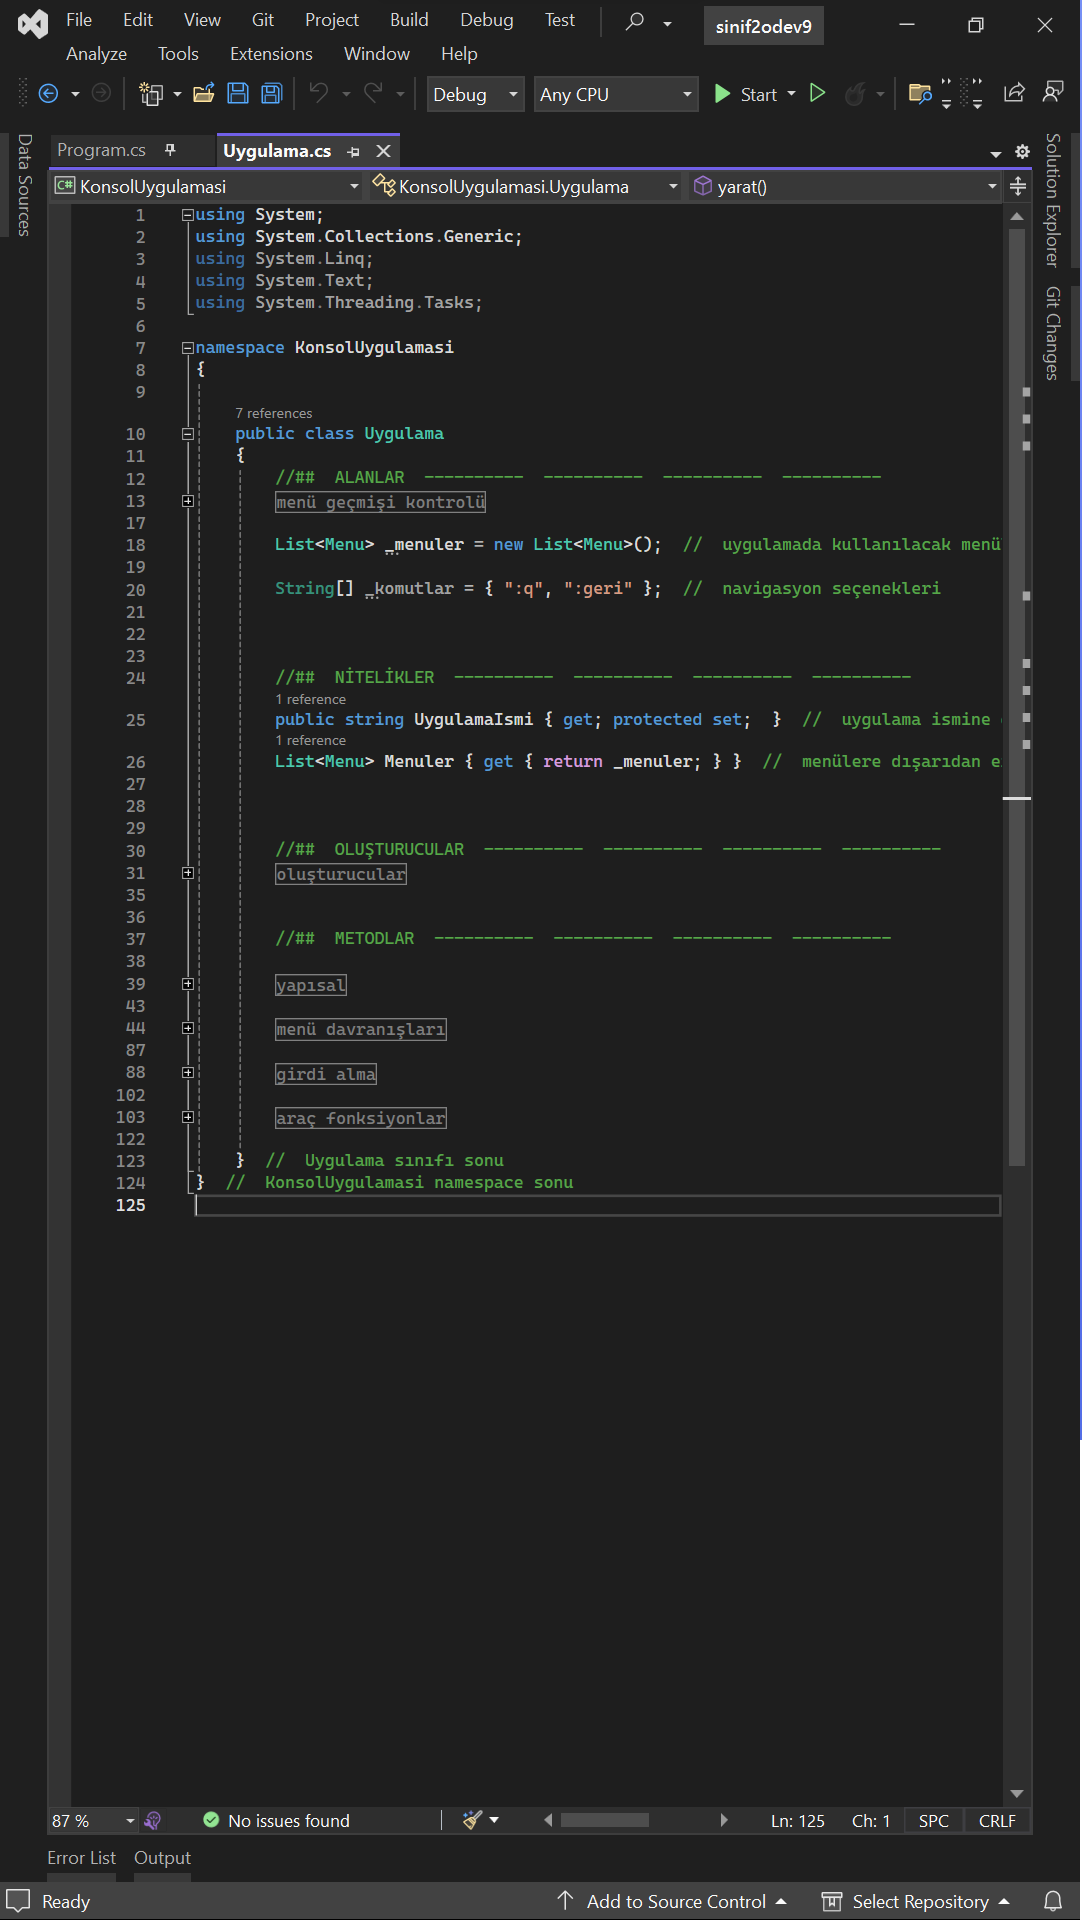 File Edit View Git Project Build Debug Test sinif2odev9
Analyze Tools Extensions Window Help
Debug Any CPU Start
Data Sources
Program.cs Uygulama.cs
C# KonsolUygulamasi KonsolUygulamasi.Uygulama yarat()
1 using System;
2 using System.Collections.Generic;
3 using System.Linq;
4 using System.Text;
5 using System.Threading.Tasks;
6
7 namespace KonsolUygulamasi
8 {
9
7 references
10 public class Uygulama
11 {
12 //## ALANLAR ---------- ---------- ---------- ----------
13 menü geçmişi kontrolü
17
18 List<Menu> _menuler = new List<Menu>(); // uygulamada kullanılacak menü
19
20 String[] _komutlar = { ":q", ":geri" }; // navigasyon seçenekleri
21
22
23
24 //## NİTELİKLER ---------- ---------- ---------- ----------
1 reference
25 public string UygulamaIsmi { get; protected set; } // uygulama ismine
1 reference
26 List<Menu> Menuler { get { return _menuler; } } // menülere dışarıdan
27
28
29
30 //## OLUŞTURUCULAR ---------- ---------- ---------- ----------
31 oluşturucular
35
36
37 //## METODLAR ---------- ---------- ---------- ----------
38
39 yapısal
43
44 menü davranışları
87
88 girdi alma
102
103 araç fonksiyonlar
122
123 } // Uygulama sınıfı sonu
124 } // KonsolUygulamasi namespace sonu
125
Solution Explorer
Git Changes
87 % No issues found Ln: 125 Ch: 1 SPC CRLF
Error List Output
Ready Add to Source Control Select Repository